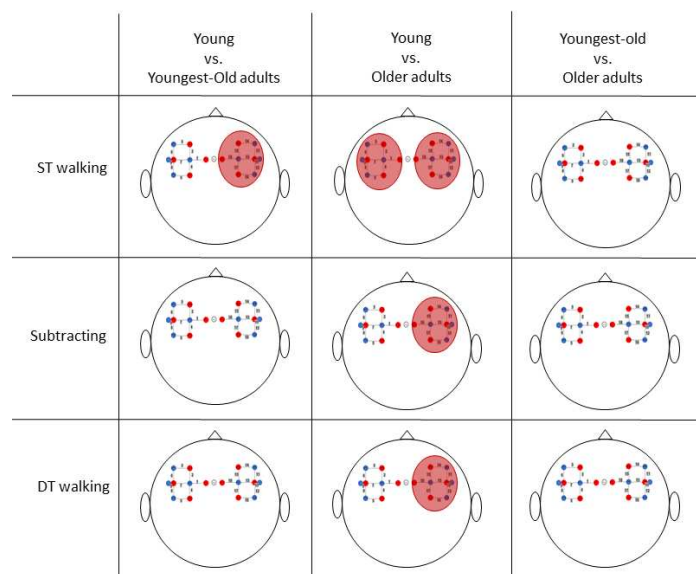 Young
vs.
Youngest-Old adults
Young
vs.
Older adults
Youngest-old
vs.
Older adults
ST walking
Subtracting
DT walking